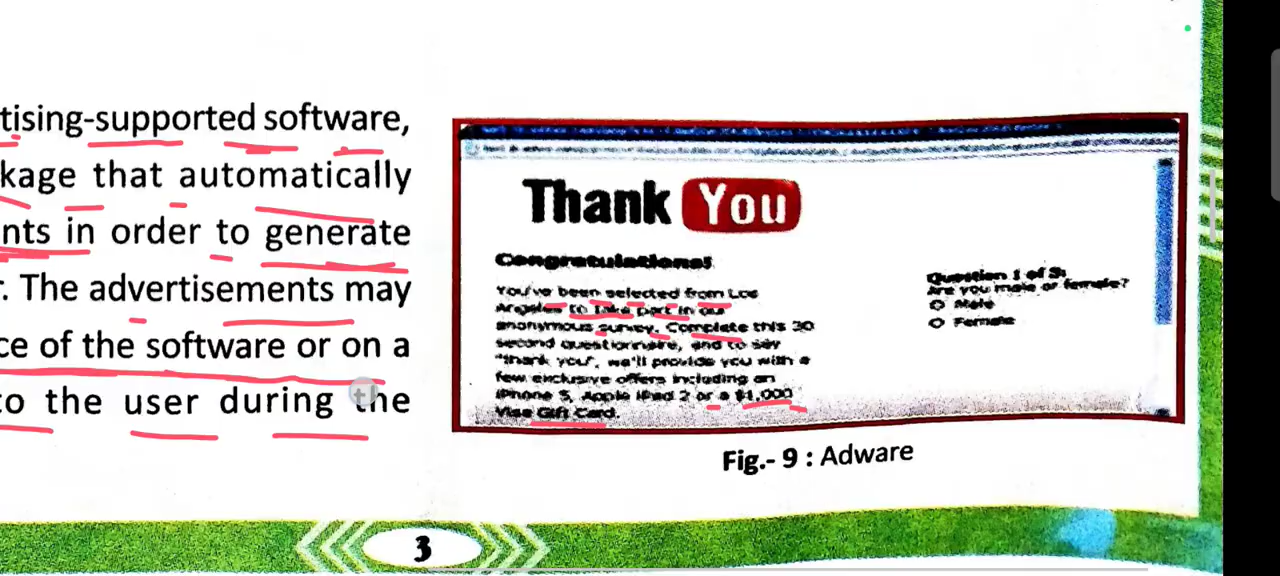 tising-supported software,
kage that automatically
nts in order to generate
r. The advertisements may
ce of the software or on a
to the user during the
Thank You
Congratulations!
You've been selected from Los
Angeles to take part in our
anonymous survey. Complete this 30
second questionnaire, and to say
"thank you", we'll provide you with a
few exclusive offers including an
iPhone 5, Apple iPad 2 or a $1,000
Visa Gift Card.
Question 1 of 3:
Are you male or female?
Male
Female
Fig.- 9 : Adware
3